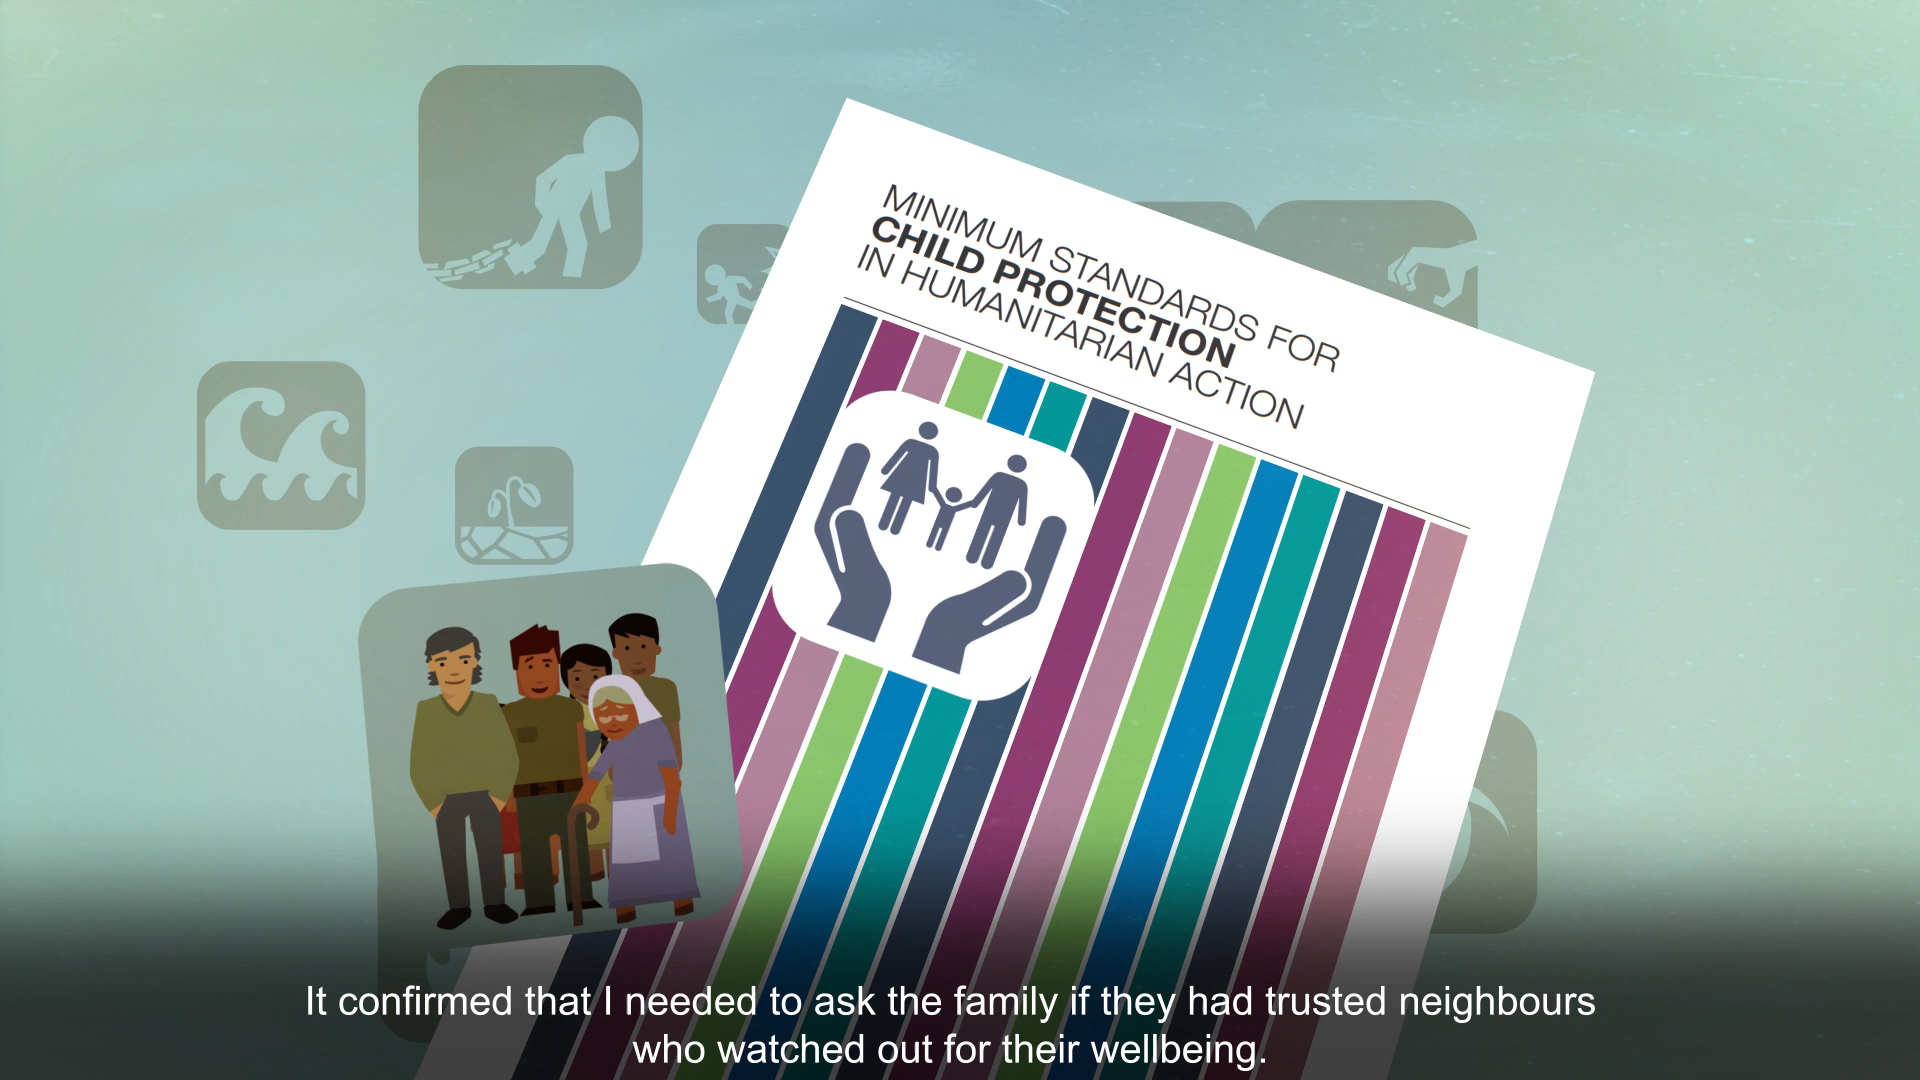 MINIMUM STANDARDS FOR
CHILD PROTECTION
IN HUMANITARIAN ACTION
It confirmed that I needed to ask the family if they had trusted neighbours
who watched out for their wellbeing.